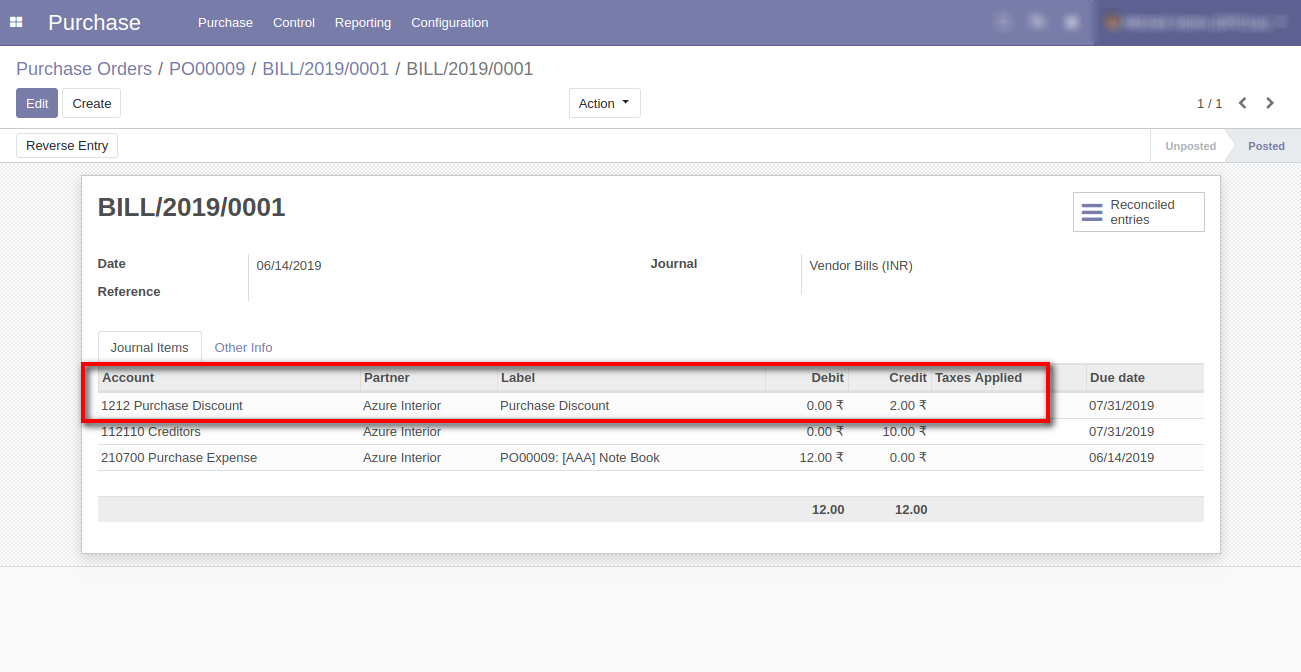 Purchase Purchase Control Reporting Configuration
Purchase Orders / PO00009 / BILL/2019/0001 / BILL/2019/0001
Edit Create Action 1 / 1
Reverse Entry Unposted Posted
BILL/2019/0001
Reconciled
entries
Date 06/14/2019 Journal Vendor Bills (INR)
Reference
Journal Items Other Info
Account Partner Label Debit Credit Taxes Applied Due date
1212 Purchase Discount Azure Interior Purchase Discount 0.00 ₹ 2.00 ₹ 07/31/2019
112110 Creditors Azure Interior 0.00 ₹ 10.00 ₹ 07/31/2019
210700 Purchase Expense Azure Interior PO00009: [AAA] Note Book 12.00 ₹ 0.00 ₹ 06/14/2019
12.00 12.00